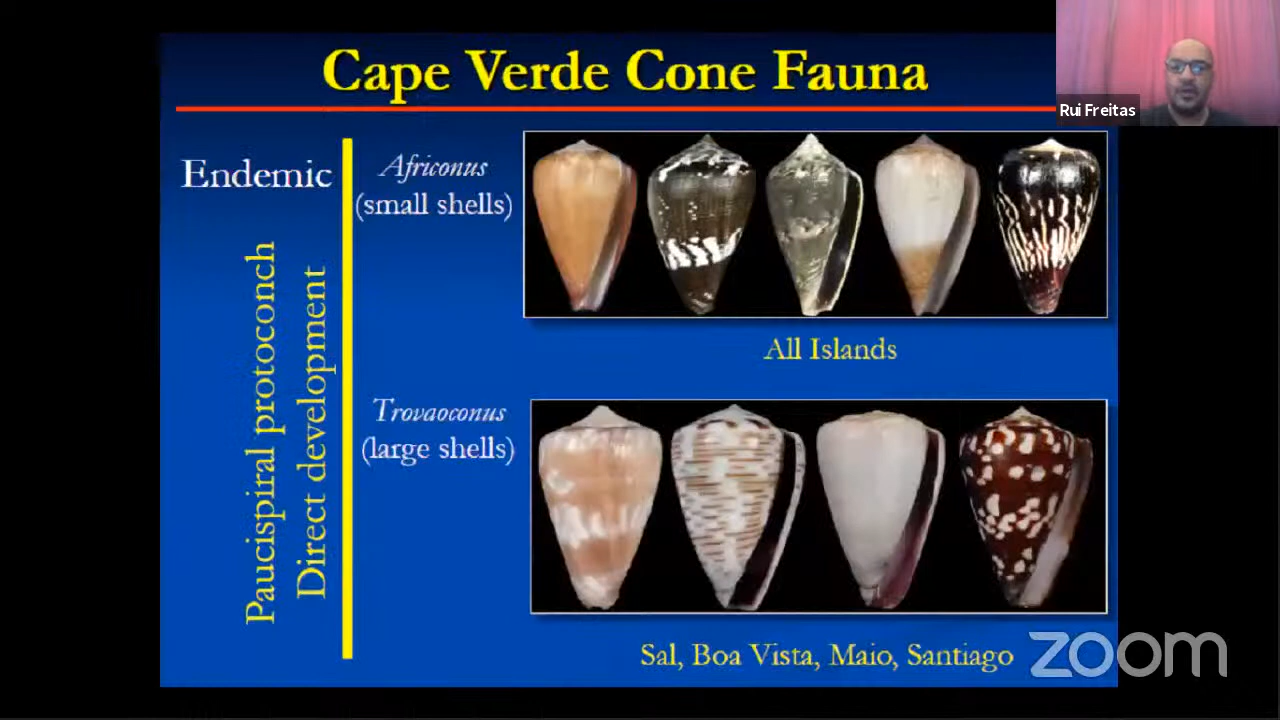 Cape Verde Cone Fauna
Rui Freitas
Endemic
Africonus
(small shells)
Paucispiral protoconch
Direct development
All Islands
Trovaoconus
(large shells)
Sal, Boa Vista, Maio, Santiago
zoom